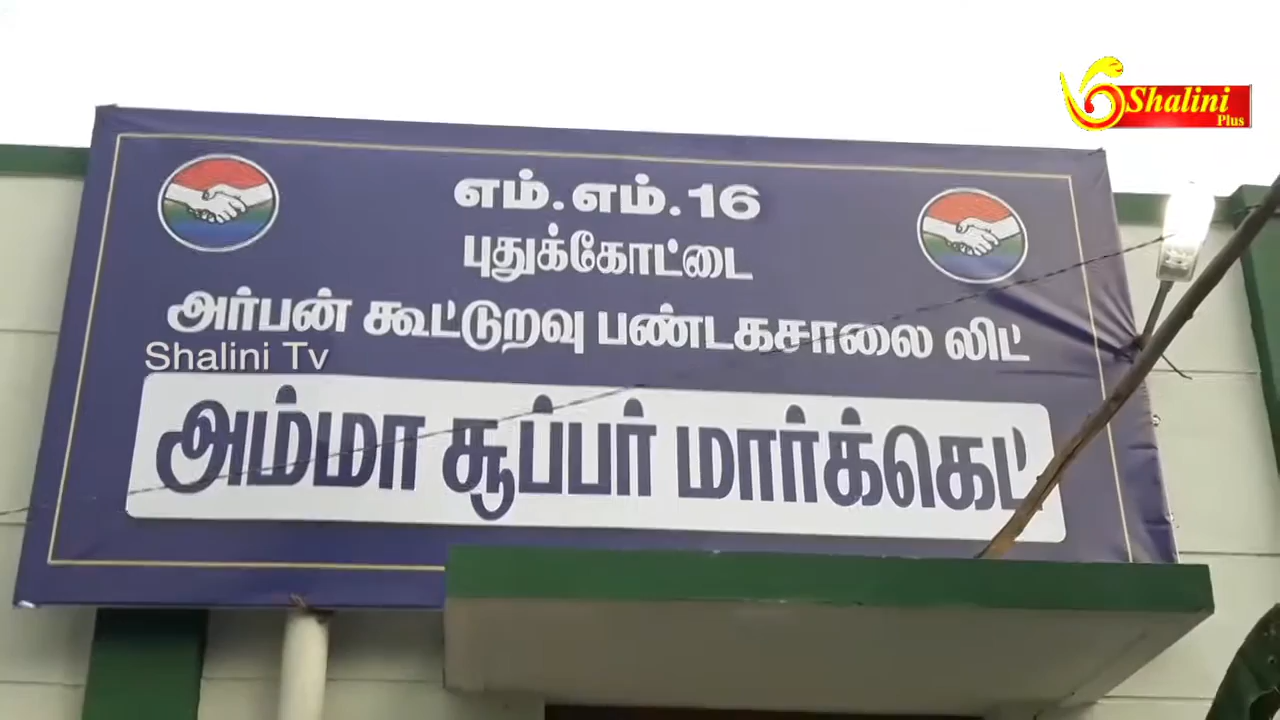 Shalini
Plus
எம்.எம்.16
புதுக்கோட்டை
அர்பன் கூட்டுறவு பண்டகசாலை லிட்
Shalini Tv
அம்மா சூப்பர் மார்க்கெட்